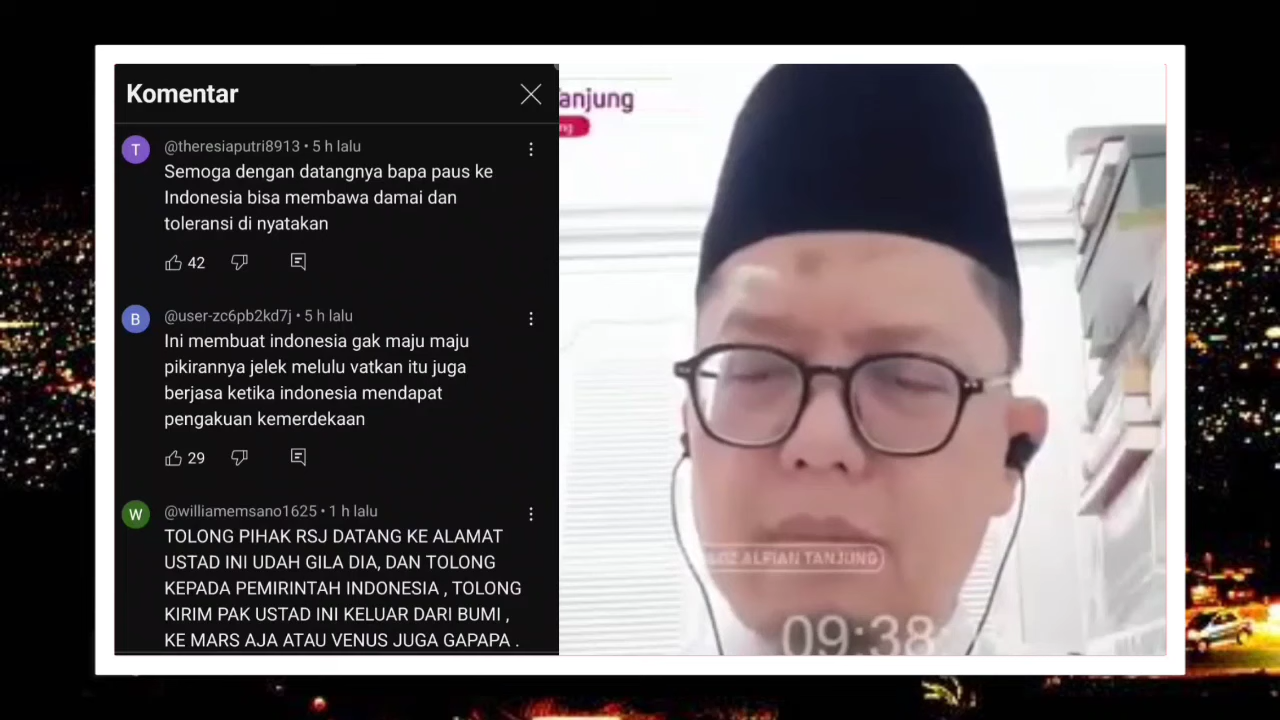 Komentar
@theresiaputri8913 • 5 h lalu
Semoga dengan datangnya bapa paus ke
Indonesia bisa membawa damai dan
toleransi di nyatakan
42
@user-zc6pb2kd7j • 5 h lalu
Ini membuat indonesia gak maju maju
pikirannya jelek melulu vatkan itu juga
berjasa ketika indonesia mendapat
pengakuan kemerdekaan
29
@williamemsano1625 • 1 h lalu
TOLONG PIHAK RSJ DATANG KE ALAMAT
USTAD INI UDAH GILA DIA, DAN TOLONG
KEPADA PEMIRINTAH INDONESIA , TOLONG
KIRIM PAK USTAD INI KELUAR DARI BUMI ,
KE MARS AJA ATAU VENUS JUGA GAPAPA .
anjung
ng
ALFIAN TANJUNG
09:38